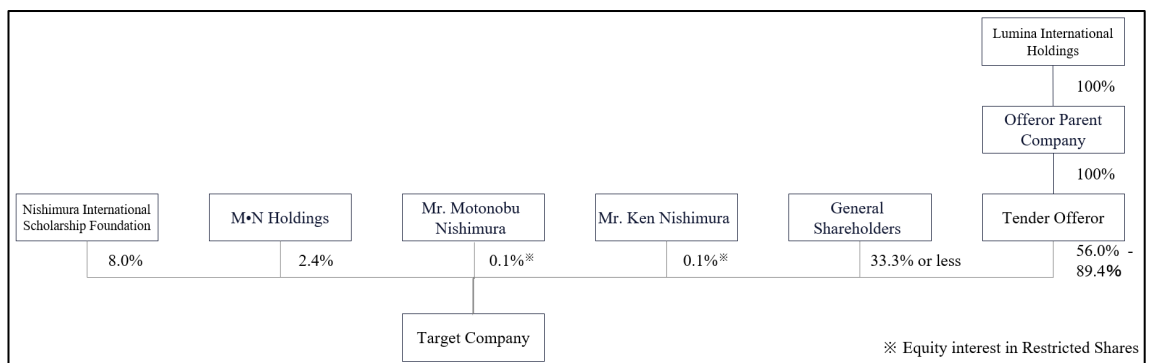 Lumina International
Holdings
100%
Offeror Parent
Company
100%
Nishimura International
Scholarship Foundation
M•N Holdings
Mr. Motonobu
Nishimura
Mr. Ken Nishimura
General
Shareholders
Tender Offeror
8.0%
2.4%
0.1%※
0.1%※
33.3% or less
56.0% -
89.4%
Target Company
※ Equity interest in Restricted Shares